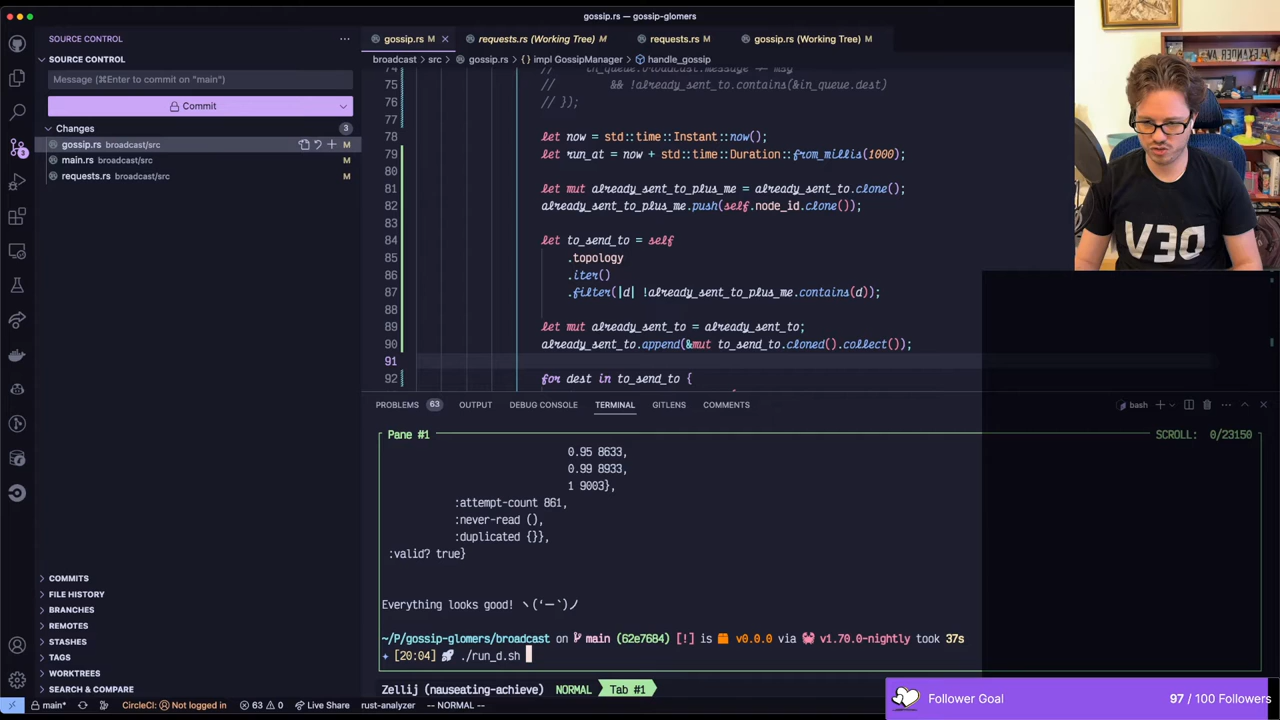 gossip.rs — gossip-glomers
SOURCE CONTROL
gossip.rs M
requests.rs (Working Tree) M
requests.rs M
gossip.rs (Working Tree) M
SOURCE CONTROL
broadcast > src > gossip.rs > {} impl GossipManager > handle_gossip
Message (⌘Enter to commit on "main")
Commit
Changes 3
gossip.rs broadcast/src M
main.rs broadcast/src M
requests.rs broadcast/src M
75 // && !already_sent_to.contains(&in_queue.dest)
76 // });
77
78 let now = std::time::Instant::now();
79 let run_at = now + std::time::Duration::from_millis(1000);
80
81 let mut already_sent_to_plus_me = already_sent_to.clone();
82 already_sent_to_plus_me.push(self.node_id.clone());
83
84 let to_send_to = self
85 .topology
86 .iter()
87 .filter(|d| !already_sent_to_plus_me.contains(d));
88
89 let mut already_sent_to = already_sent_to;
90 already_sent_to.append(&mut to_send_to.cloned().collect());
91
92 for dest in to_send_to {
PROBLEMS 63 OUTPUT DEBUG CONSOLE TERMINAL GITLENS COMMENTS
bash
Pane #1 SCROLL: 0/23150
0.95 8633,
0.99 8933,
1 9003},
:attempt-count 861,
:never-read (),
:duplicated {}},
:valid? true}
Everything looks good! ヽ(‘ー`)ノ
~/P/gossip-glomers/broadcast on main (62e7684) [!] is v0.0.0 via v1.70.0-nightly took 37s
[20:04] ./run_d.sh
Zellij (nauseating-achieve) NORMAL Tab #1
COMMITS
FILE HISTORY
BRANCHES
REMOTES
STASHES
TAGS
WORKTREES
SEARCH & COMPARE
main* CircleCI: Not logged in 63 0 Live Share rust-analyzer -- NORMAL --
V3D
Follower Goal 97 / 100 Followers